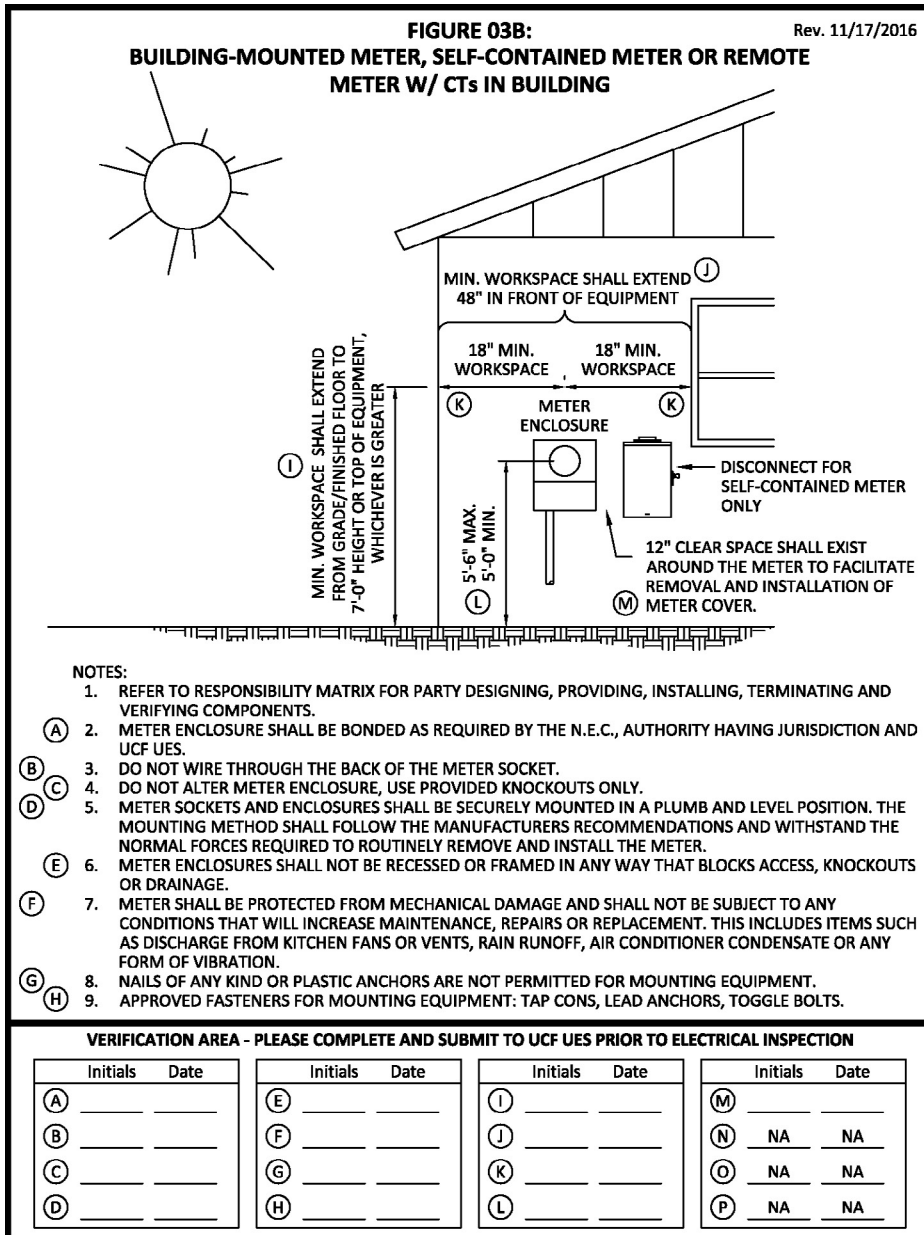 FIGURE 03B:
Rev. 11/17/2016
BUILDING-MOUNTED METER, SELF-CONTAINED METER OR REMOTE
METER W/ CTs IN BUILDING
MIN. WORKSPACE SHALL EXTEND
48" IN FRONT OF EQUIPMENT
J
18" MIN.
WORKSPACE
18" MIN.
WORKSPACE
K
K
I
MIN. WORKSPACE SHALL EXTEND
FROM GRADE/FINISHED FLOOR TO
7'-0" HEIGHT OR TOP OF EQUIPMENT,
WHICHEVER IS GREATER
METER
ENCLOSURE
DISCONNECT FOR
SELF-CONTAINED METER
ONLY
5'-6" MAX.
5'-0" MIN.
L
12" CLEAR SPACE SHALL EXIST
AROUND THE METER TO FACILITATE
REMOVAL AND INSTALLATION OF
M METER COVER.
NOTES:
1. REFER TO RESPONSIBILITY MATRIX FOR PARTY DESIGNING, PROVIDING, INSTALLING, TERMINATING AND
VERIFYING COMPONENTS.
A 2. METER ENCLOSURE SHALL BE BONDED AS REQUIRED BY THE N.E.C., AUTHORITY HAVING JURISDICTION AND
UCF UES.
B 3. DO NOT WIRE THROUGH THE BACK OF THE METER SOCKET.
C 4. DO NOT ALTER METER ENCLOSURE, USE PROVIDED KNOCKOUTS ONLY.
D 5. METER SOCKETS AND ENCLOSURES SHALL BE SECURELY MOUNTED IN A PLUMB AND LEVEL POSITION. THE
MOUNTING METHOD SHALL FOLLOW THE MANUFACTURERS RECOMMENDATIONS AND WITHSTAND THE
NORMAL FORCES REQUIRED TO ROUTINELY REMOVE AND INSTALL THE METER.
E 6. METER ENCLOSURES SHALL NOT BE RECESSED OR FRAMED IN ANY WAY THAT BLOCKS ACCESS, KNOCKOUTS
OR DRAINAGE.
F 7. METER SHALL BE PROTECTED FROM MECHANICAL DAMAGE AND SHALL NOT BE SUBJECT TO ANY
CONDITIONS THAT WILL INCREASE MAINTENANCE, REPAIRS OR REPLACEMENT. THIS INCLUDES ITEMS SUCH
AS DISCHARGE FROM KITCHEN FANS OR VENTS, RAIN RUNOFF, AIR CONDITIONER CONDENSATE OR ANY
FORM OF VIBRATION.
G 8. NAILS OF ANY KIND OR PLASTIC ANCHORS ARE NOT PERMITTED FOR MOUNTING EQUIPMENT.
H 9. APPROVED FASTENERS FOR MOUNTING EQUIPMENT: TAP CONS, LEAD ANCHORS, TOGGLE BOLTS.
VERIFICATION AREA - PLEASE COMPLETE AND SUBMIT TO UCF UES PRIOR TO ELECTRICAL INSPECTION
Initials Date
A
B
C
D
Initials Date
E
F
G
H
Initials Date
I
J
K
L
Initials Date
M
N NA NA
O NA NA
P NA NA